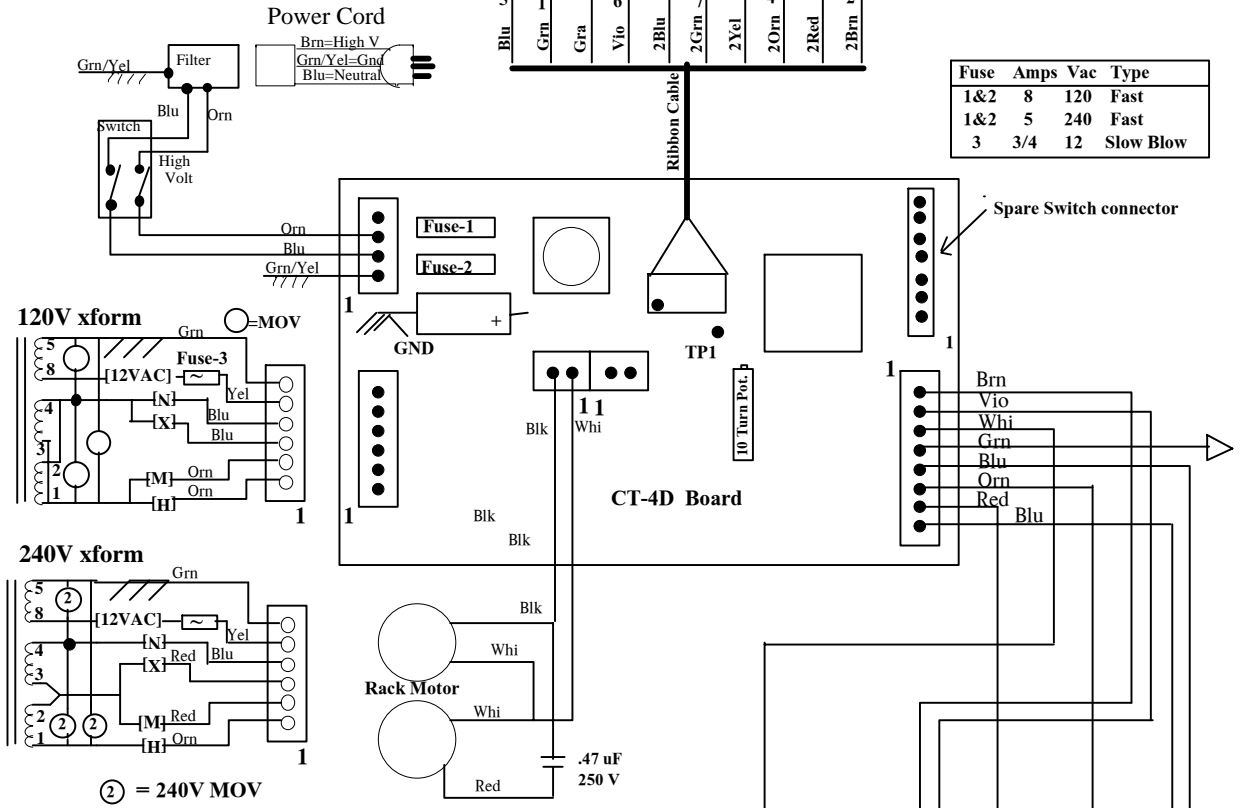 Power Cord
Brn=High V
Grn/Yel=Gnd
Blu=Neutral
Grn/Yel
Filter
Blu
Orn
Switch
High
Volt
Blu
Grn 1
Gra
Vio 6
2Blu
2Grn 7
2Yel
2Orn
2Red
2Brn
Ribbon Cable
Fuse Amps Vac Type
1&2 8 120 Fast
1&2 5 240 Fast
3 3/4 12 Slow Blow
Spare Switch connector
Orn
Blu
Grn/Yel
Fuse-1
Fuse-2
1
+
GND
TP1
1
1
120V xform
=MOV
Grn
5
8
[12VAC]
Fuse-3
~
Yel
4
[N]
Blu
[X]
Blu
3
2
1
[M]
Orn
[H]
Orn
1
1
1 1
Blk
Whi
10 Turn Pot.
Brn
Vio
Whi
Grn
Blu
Orn
Red
Blu
CT-4D Board
Blk
Blk
240V xform
Grn
5
2
8
[12VAC]
~
Yel
4
[N]
Blu
[X]
Red
3
2
1
2
2
[M]
Red
[H]
Orn
1
2 = 240V MOV
Blk
Whi
Rack Motor
Whi
Red
.47 uF
250 V